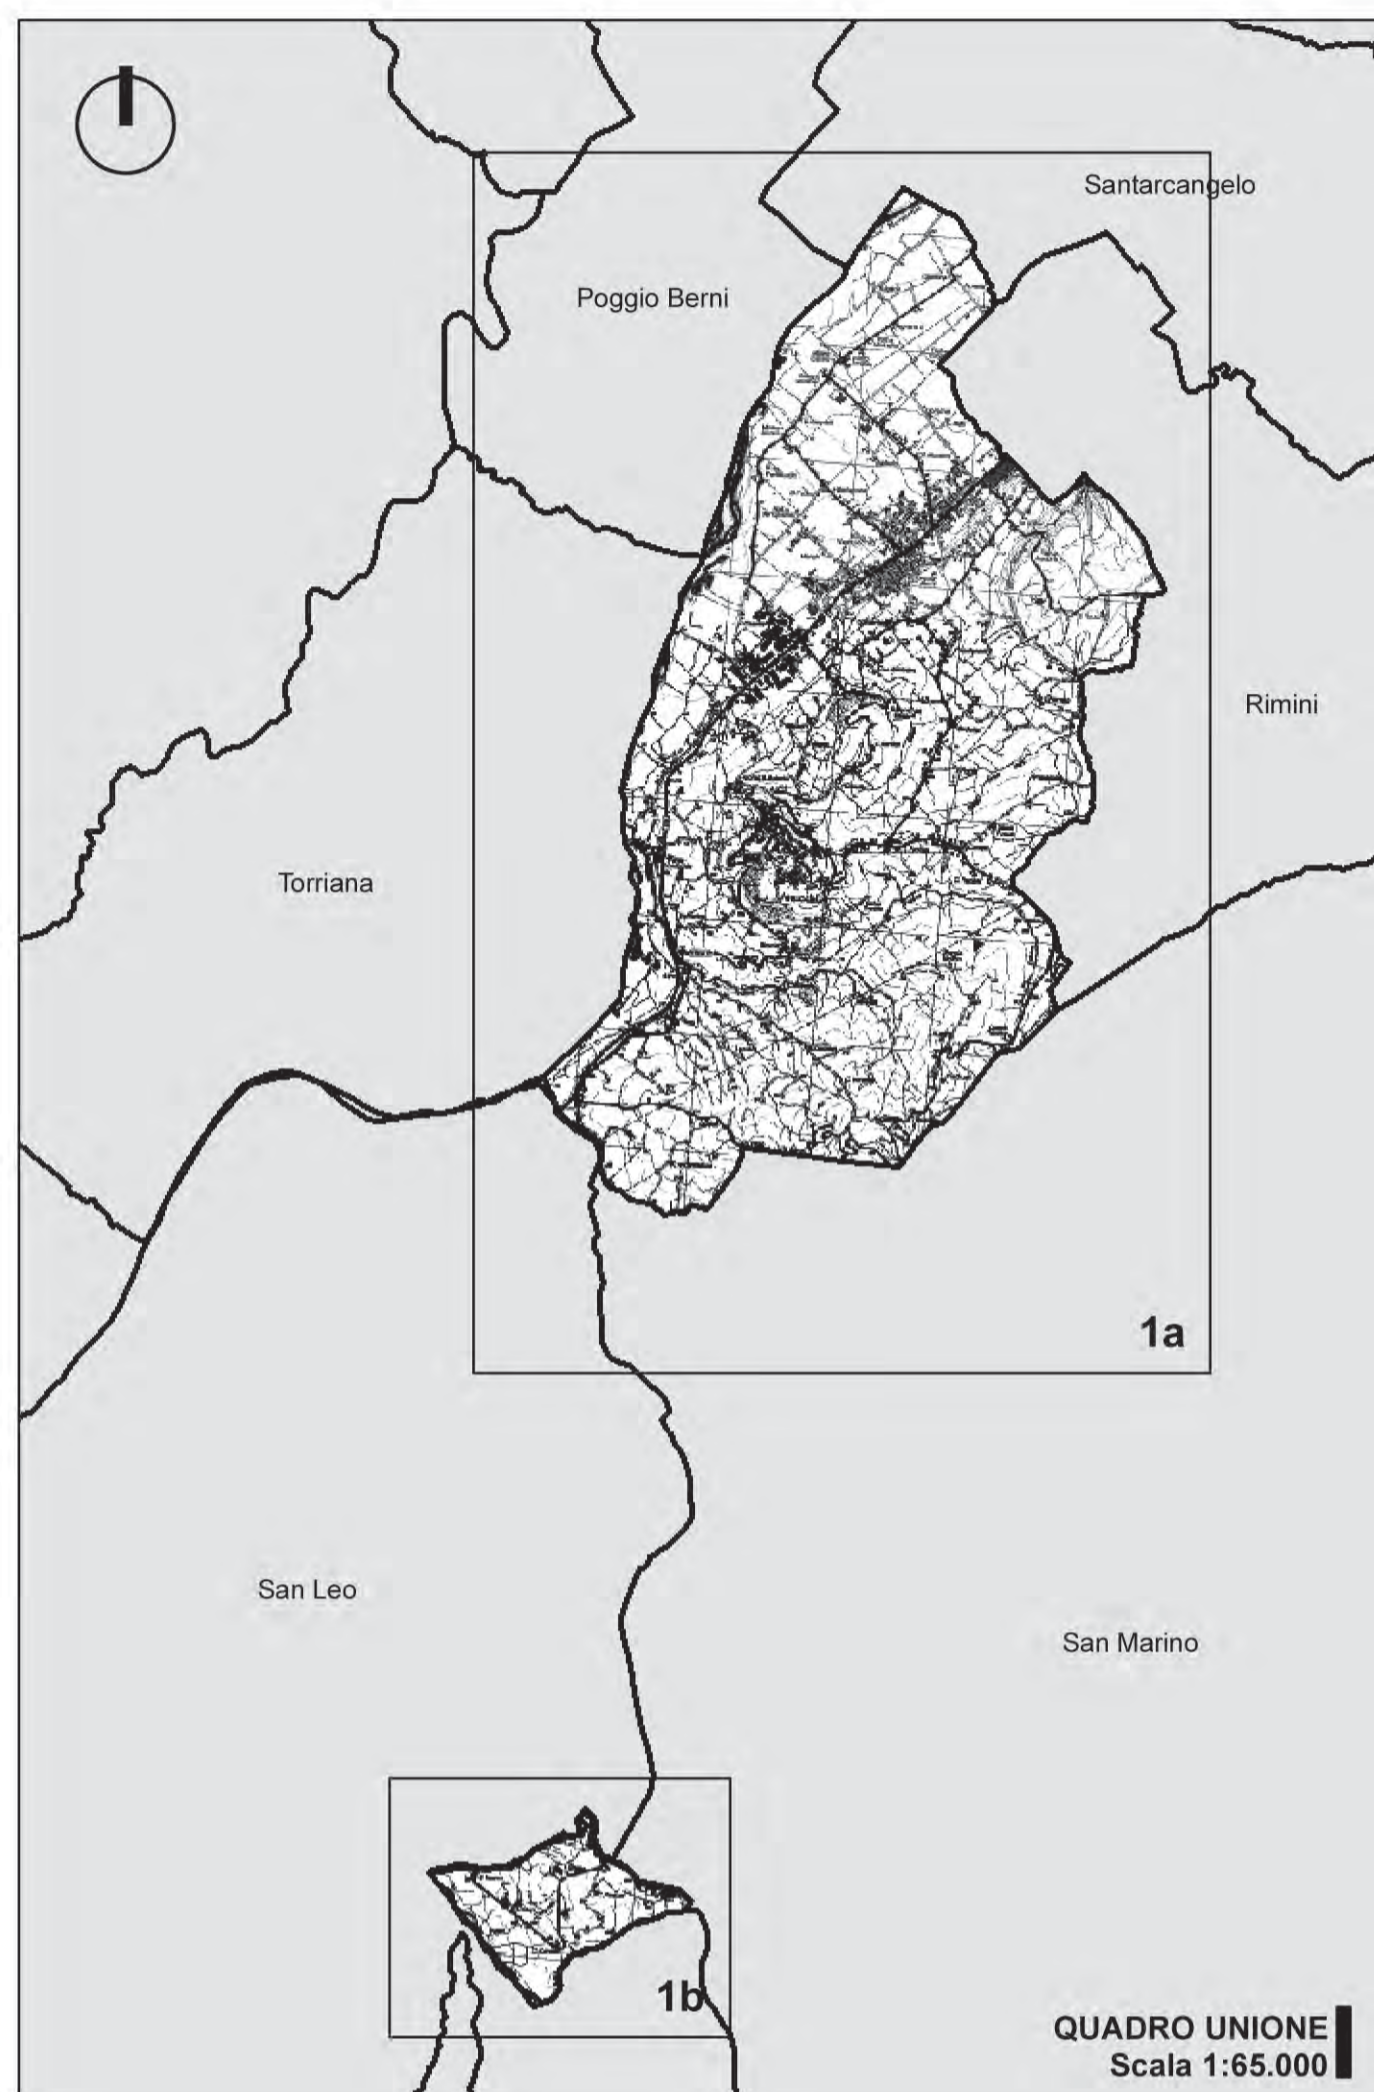 Santarcangelo
Poggio Berni
Rimini
Torriana
1a
San Leo
San Marino
1b
QUADRO UNIONE
Scala 1:65.000